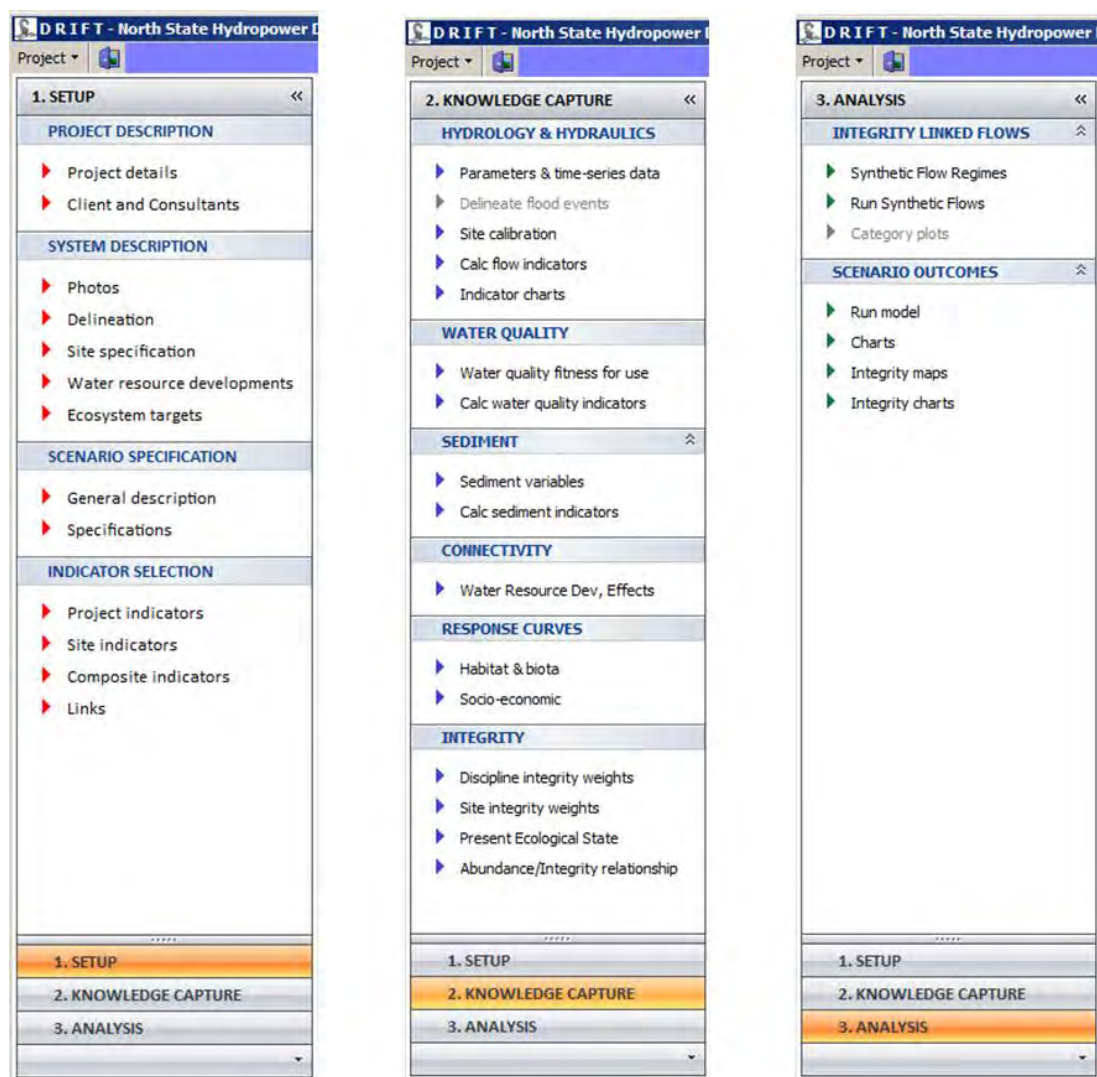 D R I F T - North State Hydropower
Project
1. SETUP
PROJECT DESCRIPTION
Project details
Client and Consultants
SYSTEM DESCRIPTION
Photos
Delineation
Site specification
Water resource developments
Ecosystem targets
SCENARIO SPECIFICATION
General description
Specifications
INDICATOR SELECTION
Project indicators
Site indicators
Composite indicators
Links
1. SETUP
2. KNOWLEDGE CAPTURE
3. ANALYSIS
D R I F T - North State Hydropower
Project
2. KNOWLEDGE CAPTURE
HYDROLOGY & HYDRAULICS
Parameters & time-series data
Delineate flood events
Site calibration
Calc flow indicators
Indicator charts
WATER QUALITY
Water quality fitness for use
Calc water quality indicators
SEDIMENT
Sediment variables
Calc sediment indicators
CONNECTIVITY
Water Resource Dev, Effects
RESPONSE CURVES
Habitat & biota
Socio-economic
INTEGRITY
Discipline integrity weights
Site integrity weights
Present Ecological State
Abundance/Integrity relationship
1. SETUP
2. KNOWLEDGE CAPTURE
3. ANALYSIS
D R I F T - North State Hydropower
Project
3. ANALYSIS
INTEGRITY LINKED FLOWS
Synthetic Flow Regimes
Run Synthetic Flows
Category plots
SCENARIO OUTCOMES
Run model
Charts
Integrity maps
Integrity charts
1. SETUP
2. KNOWLEDGE CAPTURE
3. ANALYSIS